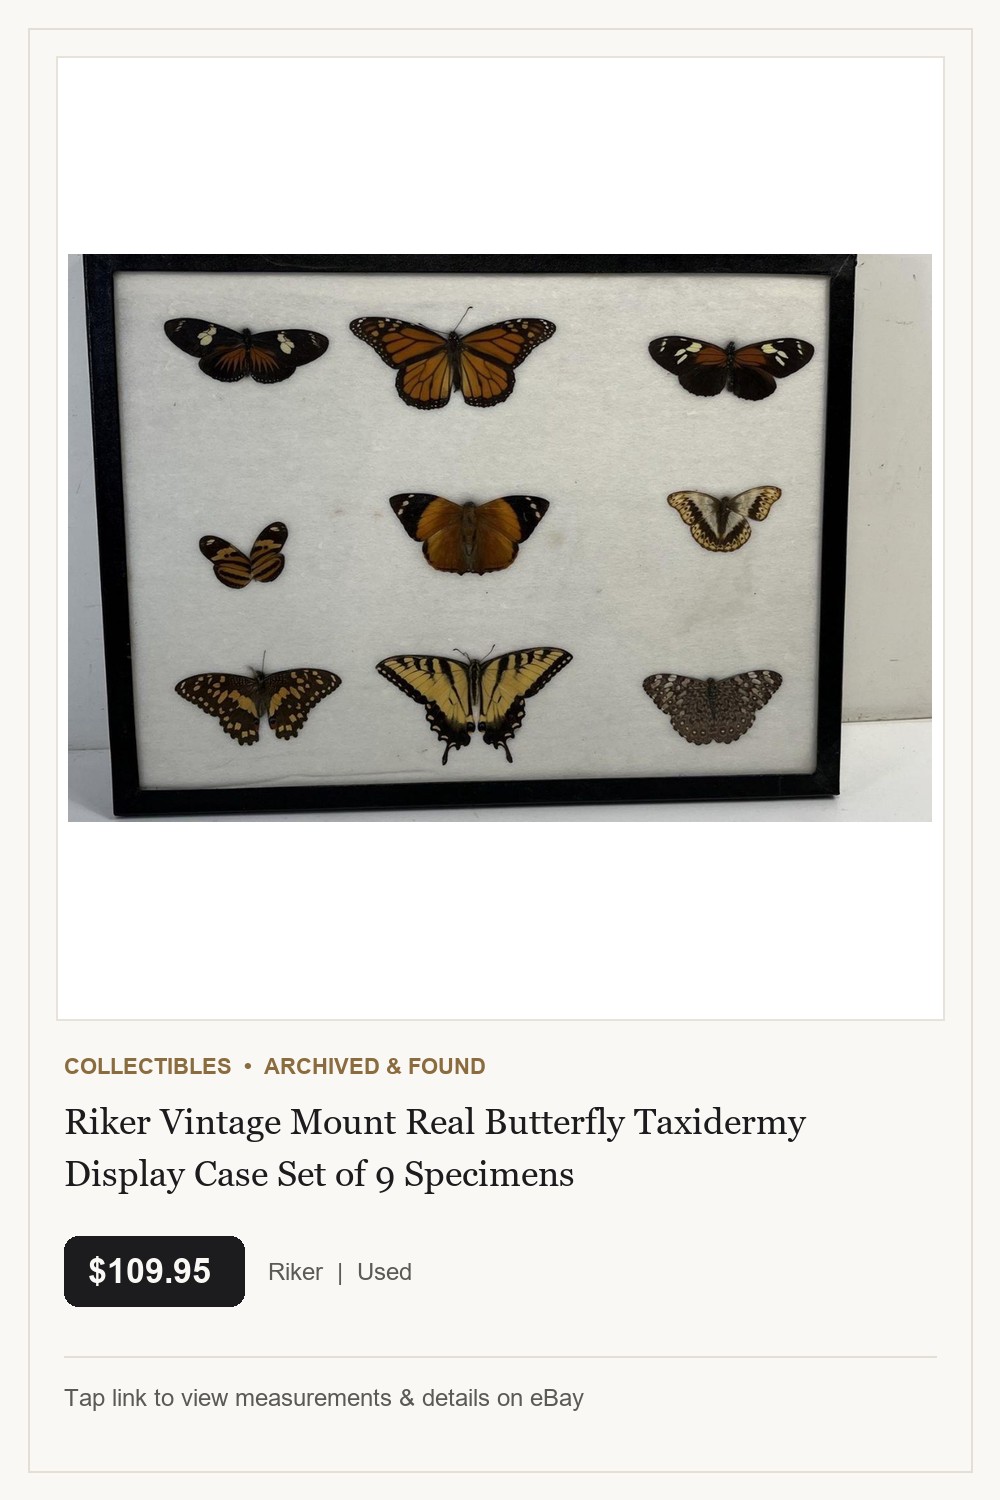 COLLECTIBLES • ARCHIVED & FOUND
Riker Vintage Mount Real Butterfly Taxidermy
Display Case Set of 9 Specimens
$109.95
Riker | Used
Tap link to view measurements & details on eBay